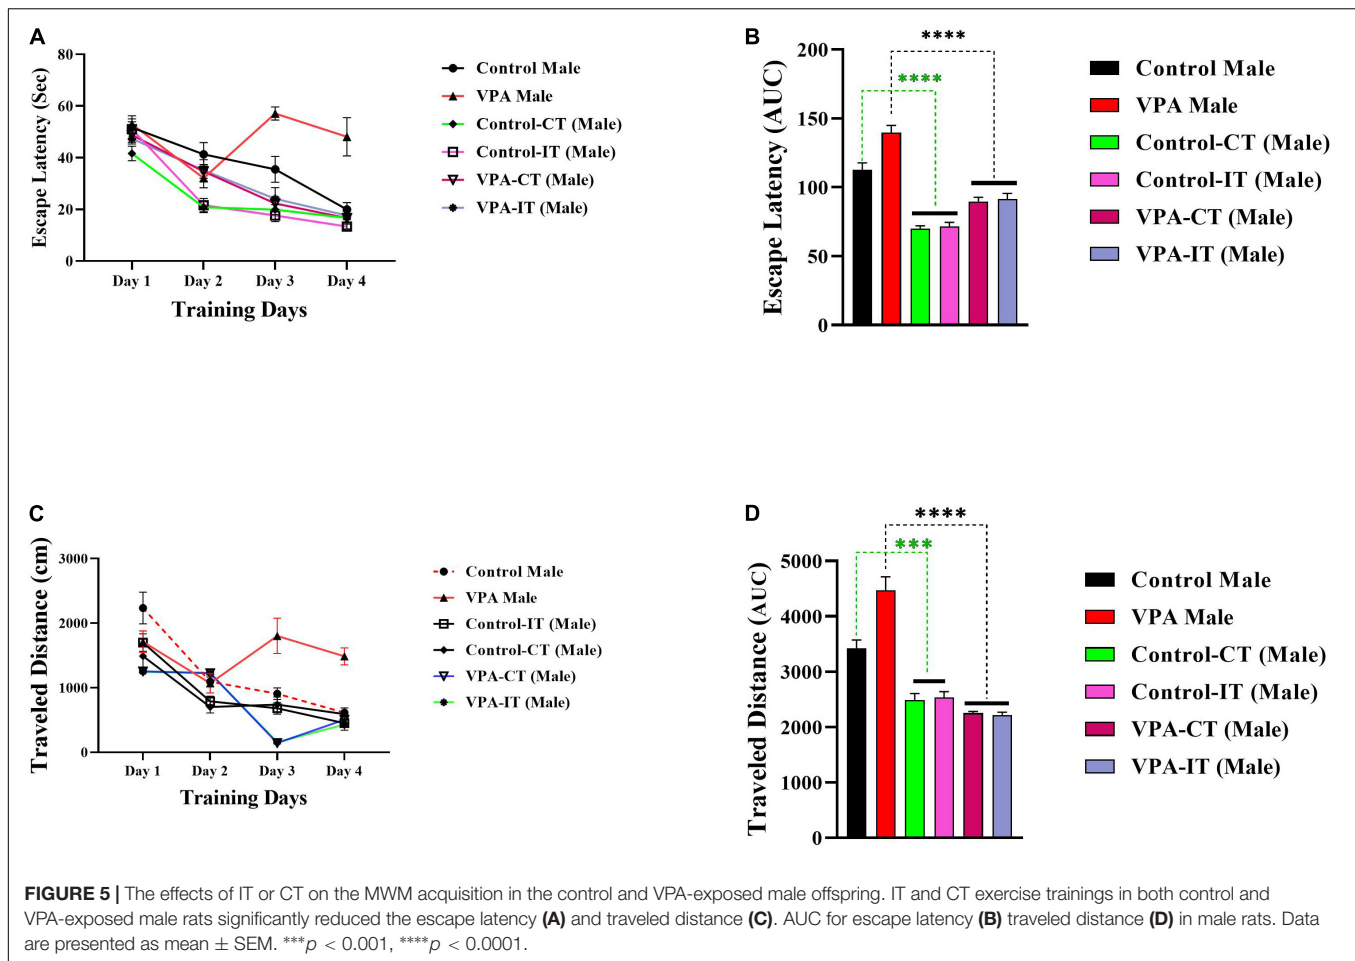 A
80
60
40
20
0
Escape Latency (Sec)
Day 1 Day 2 Day 3 Day 4
Training Days
Control Male
VPA Male
Control-CT (Male)
Control-IT (Male)
VPA-CT (Male)
VPA-IT (Male)
B
200
150
100
50
0
Escape Latency (AUC)
****
****
Control Male
VPA Male
Control-CT (Male)
Control-IT (Male)
VPA-CT (Male)
VPA-IT (Male)
C
3000
2000
1000
0
Traveled Distance (cm)
Day 1 Day 2 Day 3 Day 4
Training Days
Control Male
VPA Male
Control-IT (Male)
Control-CT (Male)
VPA-CT (Male)
VPA-IT (Male)
D
5000
4000
3000
2000
1000
0
Traveled Distance (AUC)
****
***
Control Male
VPA Male
Control-CT (Male)
Control-IT (Male)
VPA-CT (Male)
VPA-IT (Male)
FIGURE 5 | The effects of IT or CT on the MWM acquisition in the control and VPA-exposed male offspring. IT and CT exercise trainings in both control and
VPA-exposed male rats significantly reduced the escape latency (A) and traveled distance (C). AUC for escape latency (B) traveled distance (D) in male rats. Data
are presented as mean ± SEM. ***p < 0.001, ****p < 0.0001.